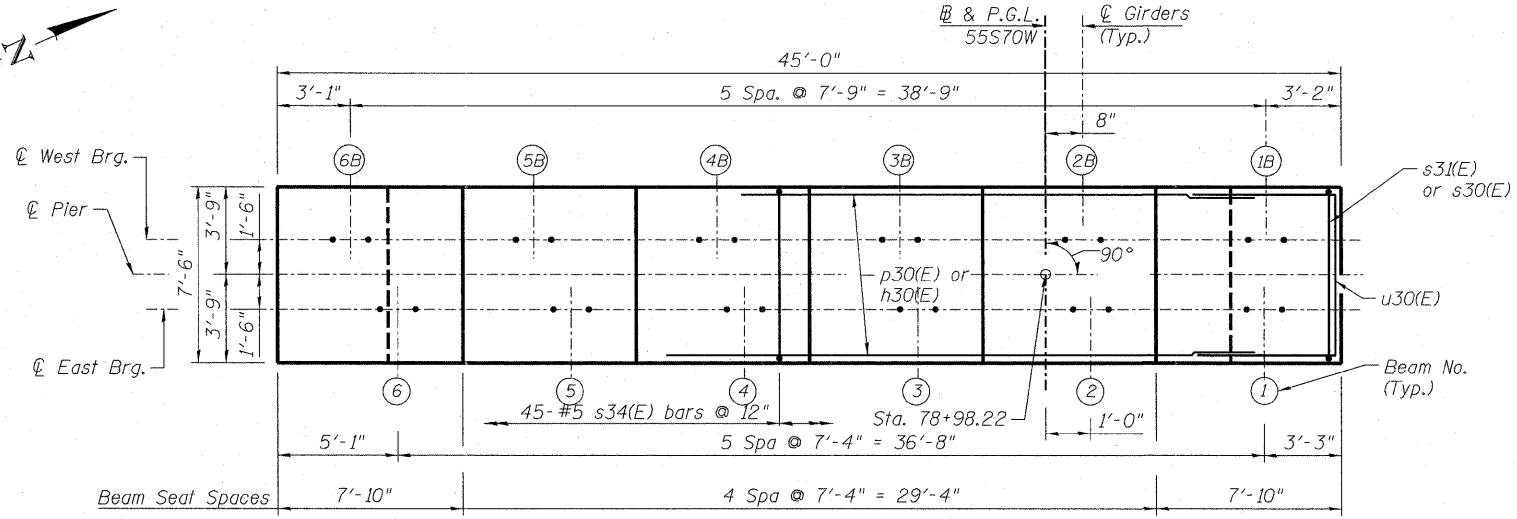 N
℄ & P.G.L.
55S70W
℄ Girders
(Typ.)
45'-0"
3'-1"
5 Spa. @ 7'-9" = 38'-9"
3'-2"
8"
℄ West Brg.
6B
5B
4B
3B
2B
1B
s31(E)
or s30(E)
℄ Pier
7'-6"
3'-9"
1'-6"
3'-9"
1'-6"
90°
p30(E) or
h30(E)
u30(E)
℄ East Brg.
Beam No.
(Typ.)
6
5
4
3
2
1
45- #5 s34(E) bars @ 12"
Sta. 78+98.22
1'-0"
5'-1"
5 Spa @ 7'-4" = 36'-8"
3'-3"
Beam Seat Spaces
7'-10"
4 Spa @ 7'-4" = 29'-4"
7'-10"